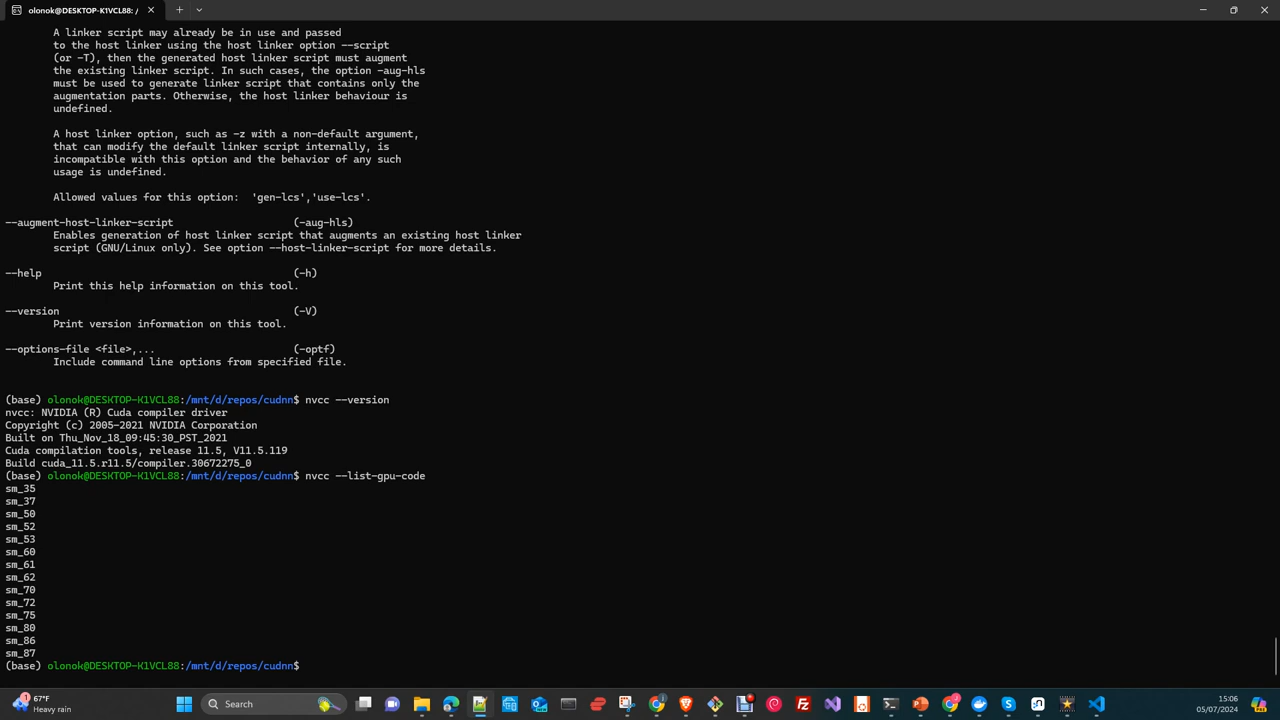 olonok@DESKTOP-K1VCL88: /
A linker script may already be in use and passed
to the host linker using the host linker option --script
(or -T), then the generated host linker script must augment
the existing linker script. In such cases, the option -aug-hls
must be used to generate linker script that contains only the
augmentation parts. Otherwise, the host linker behaviour is
undefined.
A host linker option, such as -z with a non-default argument,
that can modify the default linker script internally, is
incompatible with this option and the behavior of any such
usage is undefined.
Allowed values for this option:  'gen-lcs','use-lcs'.
--augment-host-linker-script (-aug-hls)
Enables generation of host linker script that augments an existing host linker
script (GNU/Linux only). See option --host-linker-script for more details.
--help (-h)
Print this help information on this tool.
--version (-V)
Print version information on this tool.
--options-file <file>,... (-optf)
Include command line options from specified file.
(base) olonok@DESKTOP-K1VCL88:/mnt/d/repos/cudnn$ nvcc --version
nvcc: NVIDIA (R) Cuda compiler driver
Copyright (c) 2005-2021 NVIDIA Corporation
Built on Thu_Nov_18_09:45:30_PST_2021
Cuda compilation tools, release 11.5, V11.5.119
Build cuda_11.5.r11.5/compiler.30672275_0
(base) olonok@DESKTOP-K1VCL88:/mnt/d/repos/cudnn$ nvcc --list-gpu-code
sm_35
sm_37
sm_50
sm_52
sm_53
sm_60
sm_61
sm_62
sm_70
sm_72
sm_75
sm_80
sm_86
sm_87
(base) olonok@DESKTOP-K1VCL88:/mnt/d/repos/cudnn$
1
67°F
Heavy rain
Search
15:06
05/07/2024